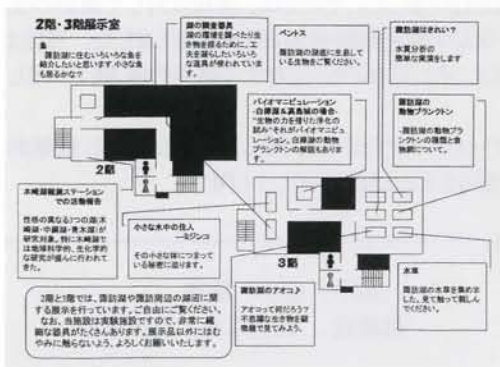 2階・3階展示室
魚
諏訪湖に住むいろいろな魚を
紹介したいと思います 小さな魚
も居るかな?
湖の調査器具
湖の環境を調べたり生
き物を採るために、工
夫を凝らしたいろいろ
な道具が使われていま
す。
ベントス
諏訪湖の湖底に生息して
いる生物をご覧ください。
諏訪湖はきれい?
水質分析の
簡単な実演をします
バイオマニピュレーション
-白樺湖&高島城の場合-
"生物の力を借りた浄化の
試み"それがバイオマニピュ
レーション。白樺湖の動物
プランクトンの解説もあります。
諏訪湖の
動物プランクトン
-諏訪湖の動物プラン
クトンの種類と食
物網について。
2階
木崎湖観測ステーション
での活動報告
性格の異なる3つの湖(木
崎湖・中綱湖・青木湖)が
研究対象。特に木崎湖で
は地球科学的、生化学的
な研究が盛んに行われて
きた。
小さな水中の住人
―ミジンコ
その小さな体につまってい
る秘密に迫ります。
3階
水草
諏訪湖の水草を集めま
した。見て触って親しん
でください。
諏訪湖のアオコ♪
アオコって何だろう?
不思議な生き物を顕
微鏡で見てみよう。
2階と3階では、諏訪湖や諏訪周辺の湖沼に関
する展示を行っています。ご自由にご覧ください。
なお、当施設は実験施設ですので、非常に繊
細な器具がたくさんあります。展示品以外にはむ
やみに触らないよう、よろしくお願いいたします。